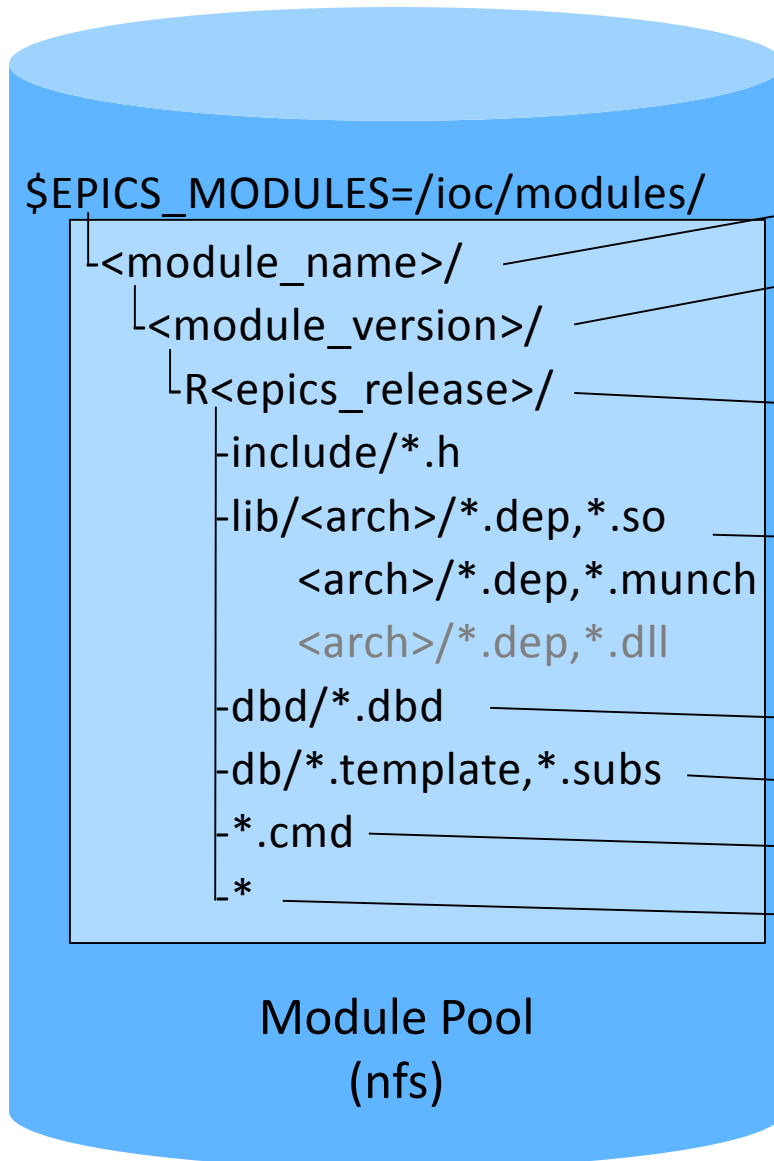 $EPICS_MODULES=/ioc/modules/
<module_name>/
<module_version>/
R<epics_release>/
-include/*.h
-lib/<arch>/*.dep,*.so
<arch>/*.dep,*.munch
<arch>/*.dep,*.dll
-dbd/*.dbd
-db/*.template,*.subs
-*.cmd
-*
Module Pool
(nfs)